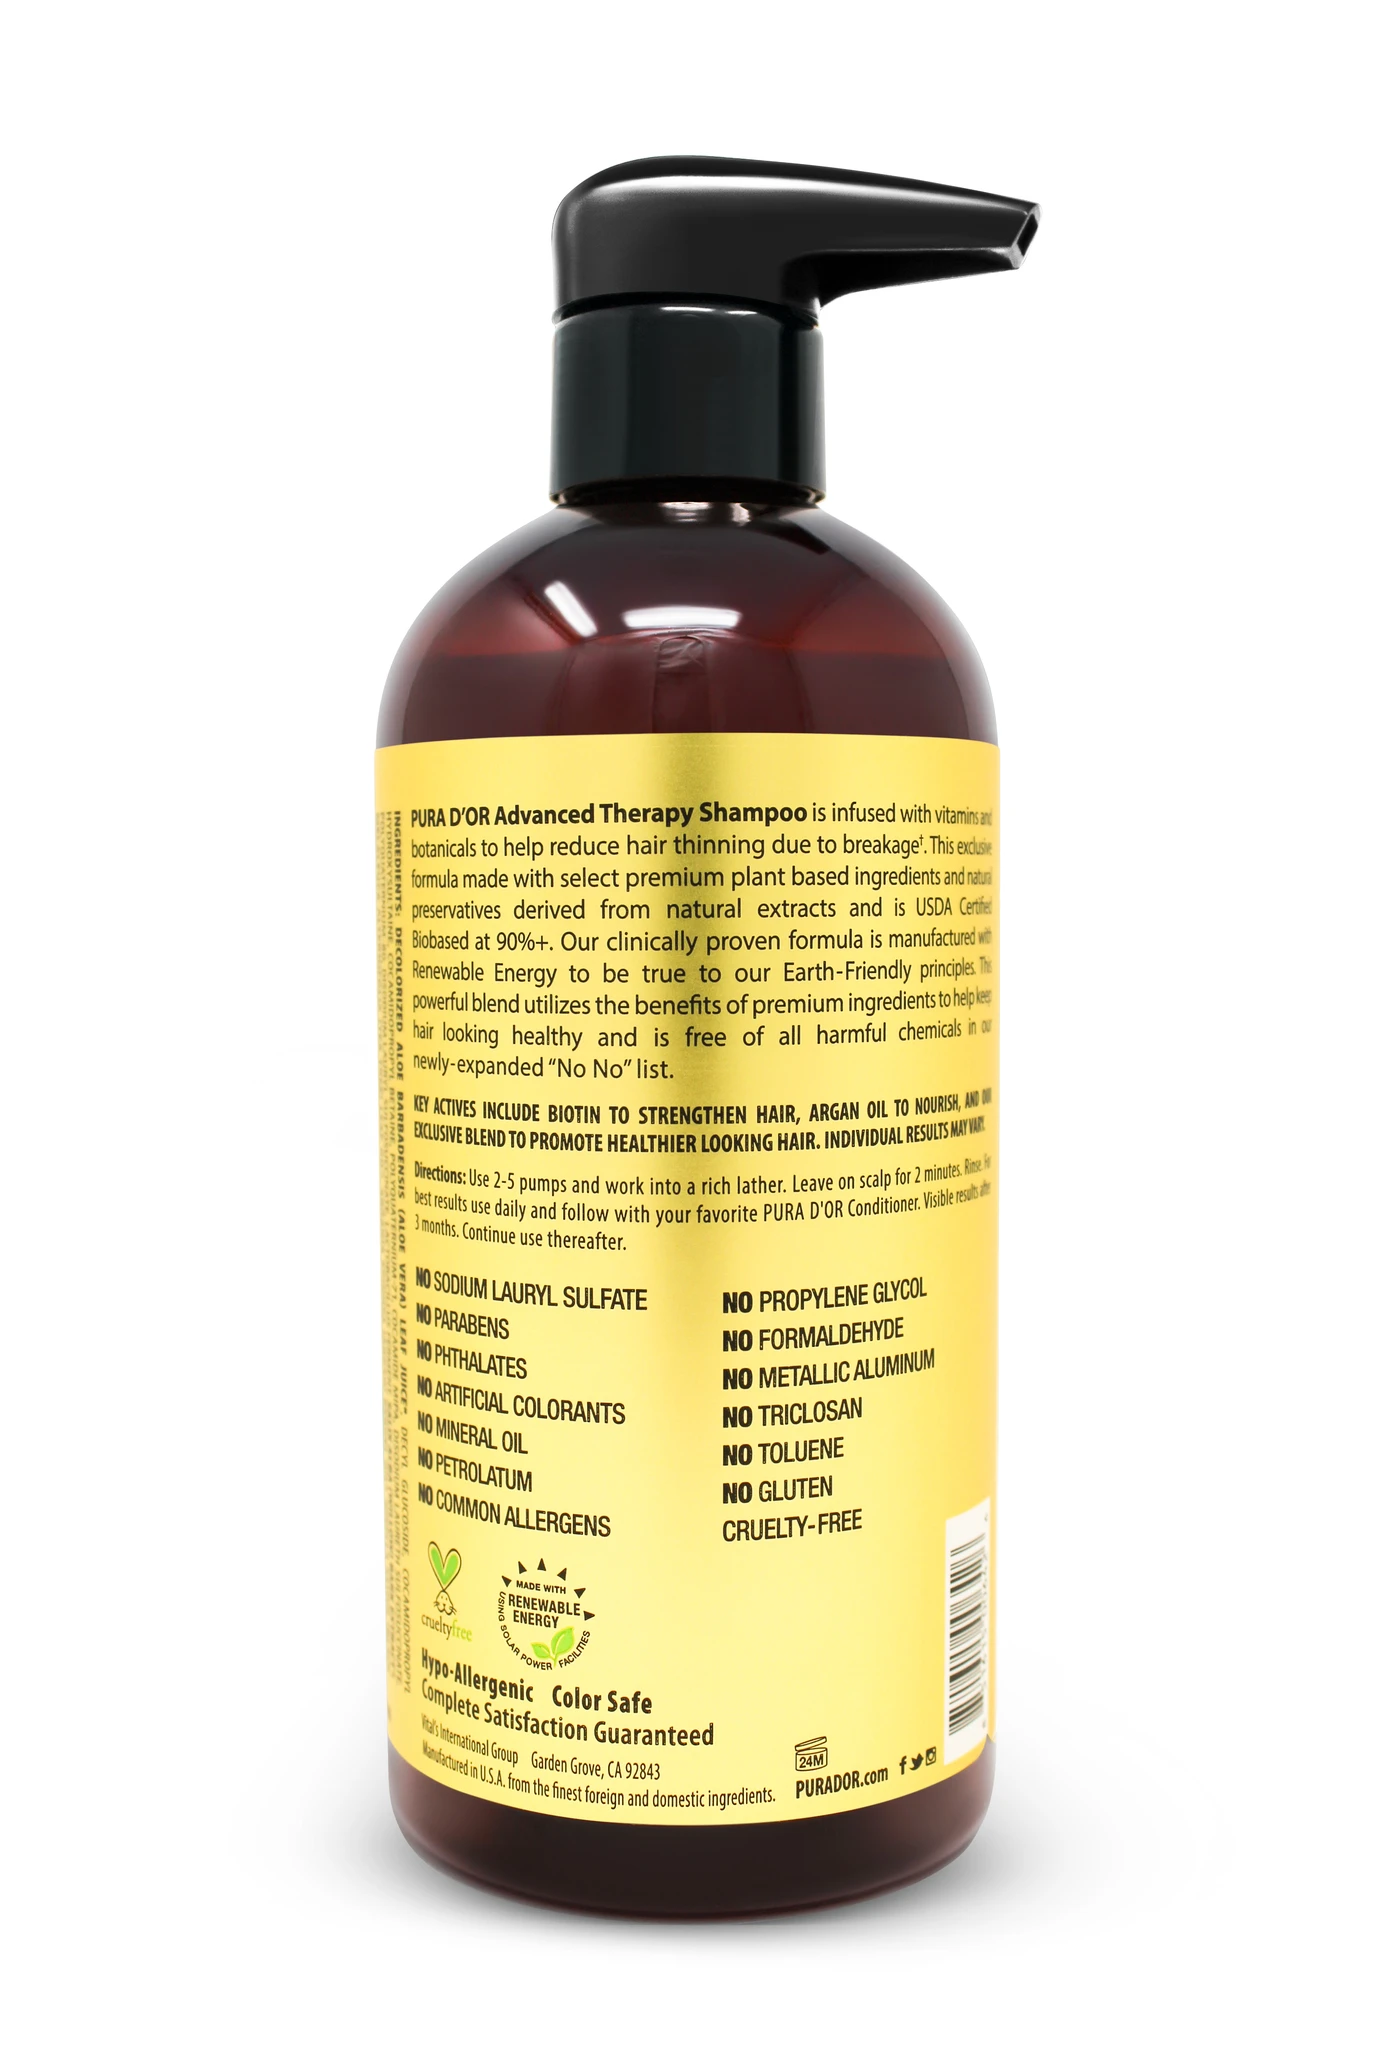 PURA D'OR Advanced Therapy Shampoo is infused with vitamins and
botanicals to help reduce hair thinning due to breakage†. This exclusive
formula made with select premium plant based ingredients and natural
preservatives derived from natural extracts and is USDA Certified
Biobased at 90%+. Our clinically proven formula is manufactured with
Renewable Energy to be true to our Earth-Friendly principles. This
powerful blend utilizes the benefits of premium ingredients to help keep
hair looking healthy and is free of all harmful chemicals in our
newly-expanded “No No” list.
KEY ACTIVES INCLUDE BIOTIN TO STRENGTHEN HAIR, ARGAN OIL TO NOURISH, AND OUR
EXCLUSIVE BLEND TO PROMOTE HEALTHIER LOOKING HAIR. INDIVIDUAL RESULTS MAY VARY.
Directions: Use 2-5 pumps and work into a rich lather. Leave on scalp for 2 minutes. Rinse. For
best results use daily and follow with your favorite PURA D'OR Conditioner. Visible results after
3 months. Continue use thereafter.
NO SODIUM LAURYL SULFATE
NO PARABENS
NO PHTHALATES
NO ARTIFICIAL COLORANTS
NO MINERAL OIL
NO PETROLATUM
NO COMMON ALLERGENS
NO PROPYLENE GLYCOL
NO FORMALDEHYDE
NO METALLIC ALUMINUM
NO TRICLOSAN
NO TOLUENE
NO GLUTEN
CRUELTY-FREE
crueltyfree
MADE WITH
RENEWABLE
ENERGY
USING SOLAR POWER FACILITIES
Hypo-Allergenic Color Safe
Complete Satisfaction Guaranteed
Vital's International Group Garden Grove, CA 92843
Manufactured in U.S.A. from the finest foreign and domestic ingredients.
24M
PURADOR.com
INGREDIENTS: DECOLORIZED ALOE BARBADENSIS (ALOE VERA) LEAF JUICE*, DECYL GLUCOSIDE, COCAMIDOPROPYL